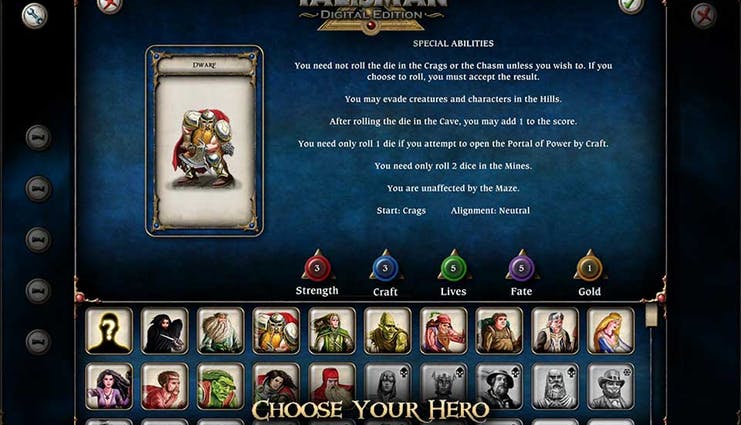 TALISMAN
DIGITAL EDITION
SPECIAL ABILITIES
DWARF
You need not roll the die in the Crags or the Chasm unless you wish to. If you
choose to roll, you must accept the result.
You may evade creatures and characters in the Hills.
After rolling the die in the Cave, you may add 1 to the score.
You need only roll 1 die if you attempt to open the Portal of Power by Craft.
You need only roll 2 dice in the Mines.
You are unaffected by the Maze.
Start: Crags Alignment: Neutral
3 3 5 5 1
Strength Craft Lives Fate Gold
?
CHOOSE YOUR HERO